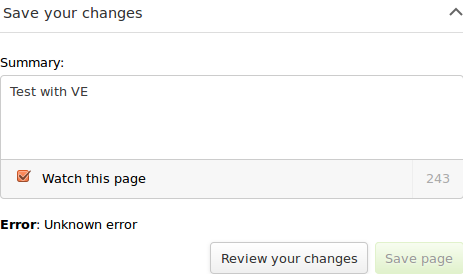 Save your changes
Summary:
Test with VE
Watch this page
243
Error: Unknown error
Review your changes
Save page